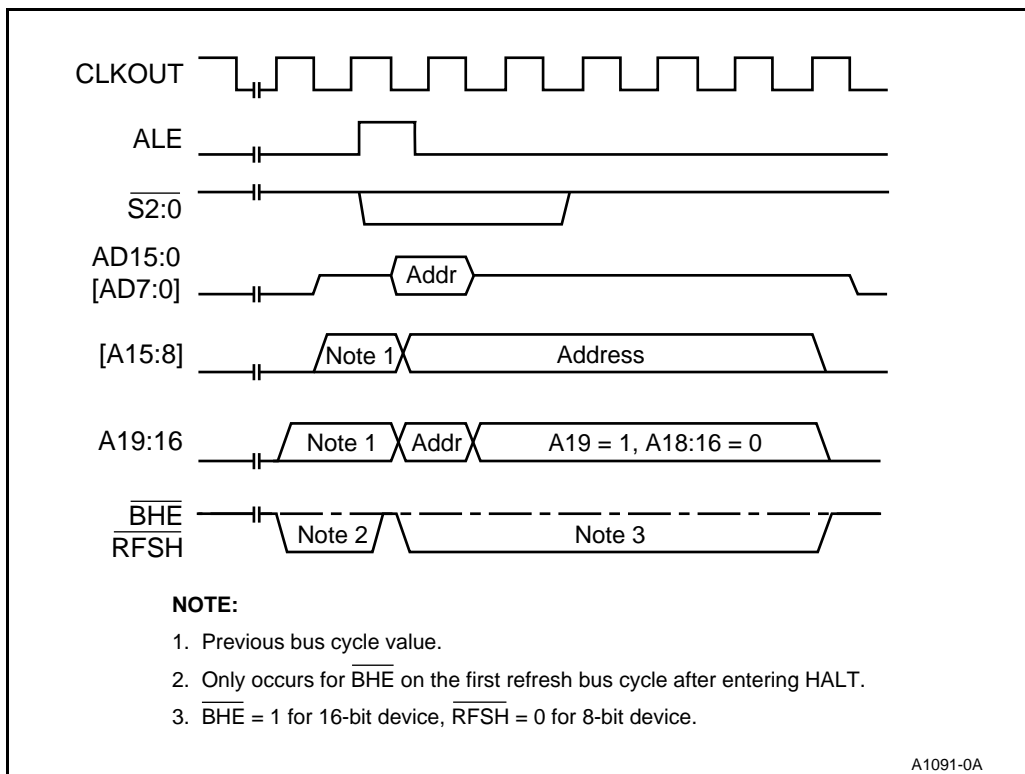 CLKOUT
ALE
S2:0
AD15:0
[AD7:0]
Addr
[A15:8]
Note 1
Address
A19:16
Note 1
Addr
A19 = 1, A18:16 = 0
BHE
RFSH
Note 2
Note 3
NOTE:
1. Previous bus cycle value.
2. Only occurs for BHE on the first refresh bus cycle after entering HALT.
3. BHE = 1 for 16-bit device, RFSH = 0 for 8-bit device.
A1091-0A